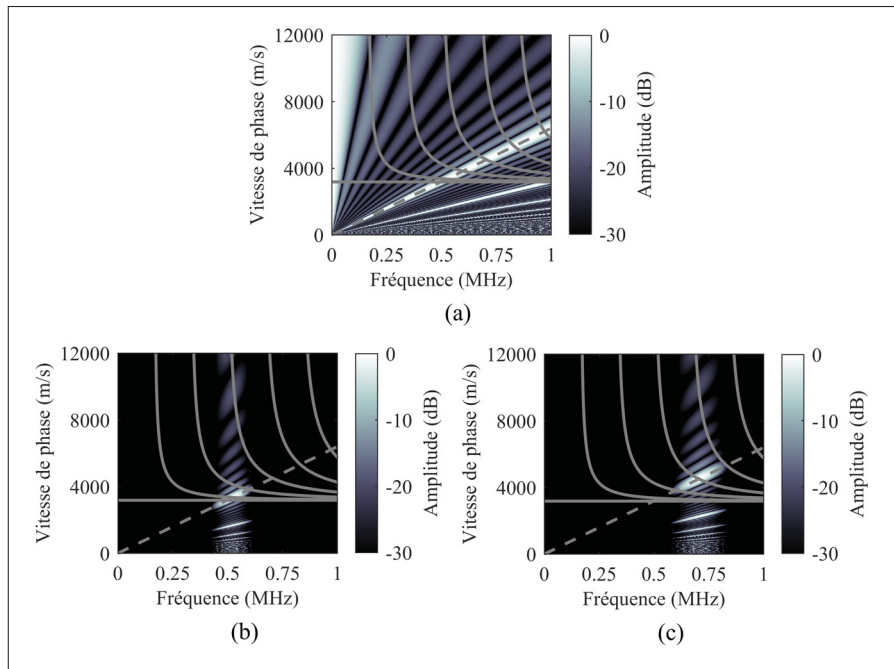 12000
8000
4000
0
Vitesse de phase (m/s)
0 0.25 0.5 0.75 1
Fréquence (MHz)
0
-10
-20
-30
Amplitude (dB)
(a)
12000
8000
4000
0
Vitesse de phase (m/s)
0 0.25 0.5 0.75 1
Fréquence (MHz)
0
-10
-20
-30
Amplitude (dB)
(b)
12000
8000
4000
0
Vitesse de phase (m/s)
0 0.25 0.5 0.75 1
Fréquence (MHz)
0
-10
-20
-30
Amplitude (dB)
(c)